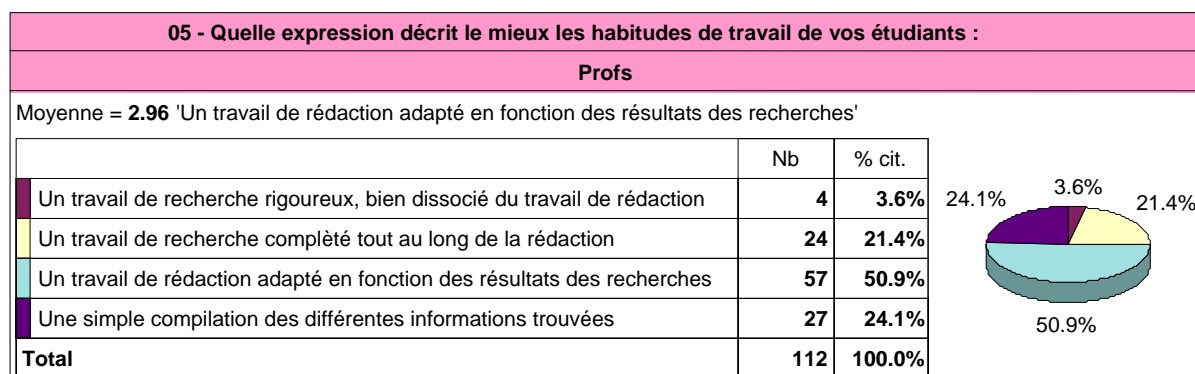 05 - Quelle expression décrit le mieux les habitudes de travail de vos étudiants :
Profs
Moyenne = 2.96 'Un travail de rédaction adapté en fonction des résultats des recherches'
Nb % cit.
Un travail de recherche rigoureux, bien dissocié du travail de rédaction 4 3.6%
Un travail de recherche complèté tout au long de la rédaction 24 21.4%
Un travail de rédaction adapté en fonction des résultats des recherches 57 50.9%
Une simple compilation des différentes informations trouvées 27 24.1%
Total 112 100.0%
24.1% 3.6% 21.4%
50.9%